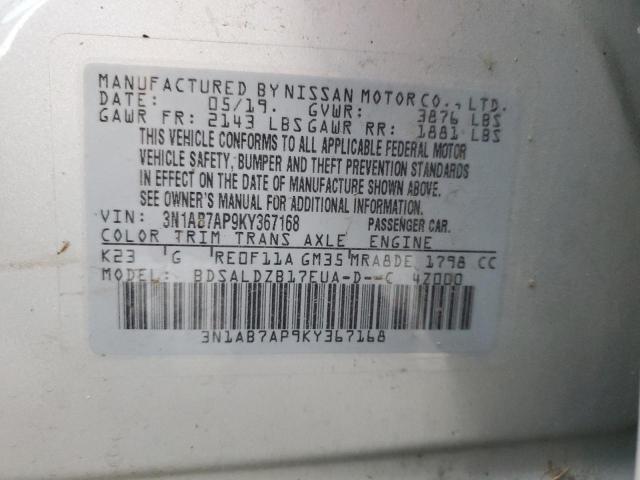 MANUFACTURED BY NISSAN MOTOR CO., LTD.
DATE: 05/19. GVWR: 3876 LBS
GAWR FR: 2143 LBS GAWR RR: 1881 LBS
THIS VEHICLE CONFORMS TO ALL APPLICABLE FEDERAL MOTOR
VEHICLE SAFETY, BUMPER AND THEFT PREVENTION STANDARDS
IN EFFECT ON THE DATE OF MANUFACTURE SHOWN ABOVE.
SEE OWNER'S MANUAL FOR ADDITIONAL INFORMATION.
VIN: 3N1AB7AP9KY367168 PASSENGER CAR.
COLOR TRIM TRANS AXLE ENGINE
K23 G RE0F11A GM35 MRA8DE 1798 CC
MODEL: BDSALDZB17EUA-D--C 4Z000
3N1AB7AP9KY367168